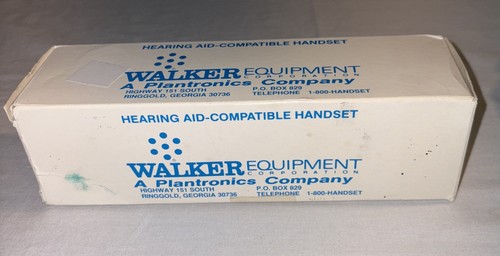 HEARING AID-COMPATIBLE HANDSET
WALKER EQUIPMENT
CORPORATION
A Plantronics Company
HIGHWAY 151 SOUTH P.O. BOX 829
RINGGOLD, GEORGIA 30736 TELEPHONE 1-800-HANDSET
HEARING AID-COMPATIBLE HANDSET
WALKER EQUIPMENT
CORPORATION
A Plantronics Company
HIGHWAY 151 SOUTH P.O. BOX 829
RINGGOLD, GEORGIA 30736 TELEPHONE 1-800-HANDSET